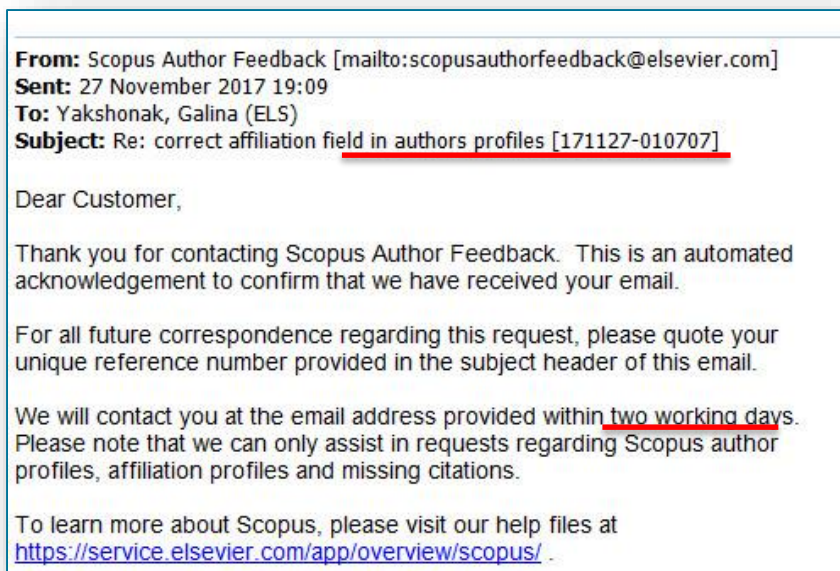 From: Scopus Author Feedback [mailto:scopusauthorfeedback@elsevier.com]
Sent: 27 November 2017 19:09
To: Yakshonak, Galina (ELS)
Subject: Re: correct affiliation field in authors profiles [171127-010707]
Dear Customer,
Thank you for contacting Scopus Author Feedback.  This is an automated
acknowledgement to confirm that we have received your email.
For all future correspondence regarding this request, please quote your
unique reference number provided in the subject header of this email.
We will contact you at the email address provided within two working days.
Please note that we can only assist in requests regarding Scopus author
profiles, affiliation profiles and missing citations.
To learn more about Scopus, please visit our help files at
https://service.elsevier.com/app/overview/scopus/ .